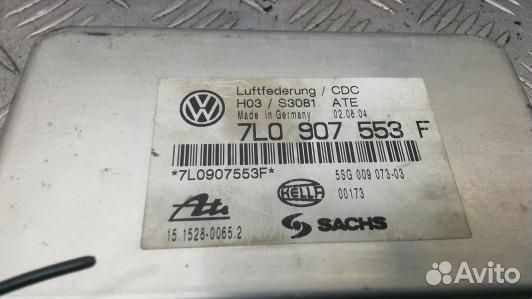 Luftfederung / CDC
H03 / S3081 ATE
Made in Germany 02.08.04
7L0 907 553 F
*7L0907553F*
5SG 009 073-03
HELLA 00173
Ate
SACHS
15.1528-0065.2
Avito